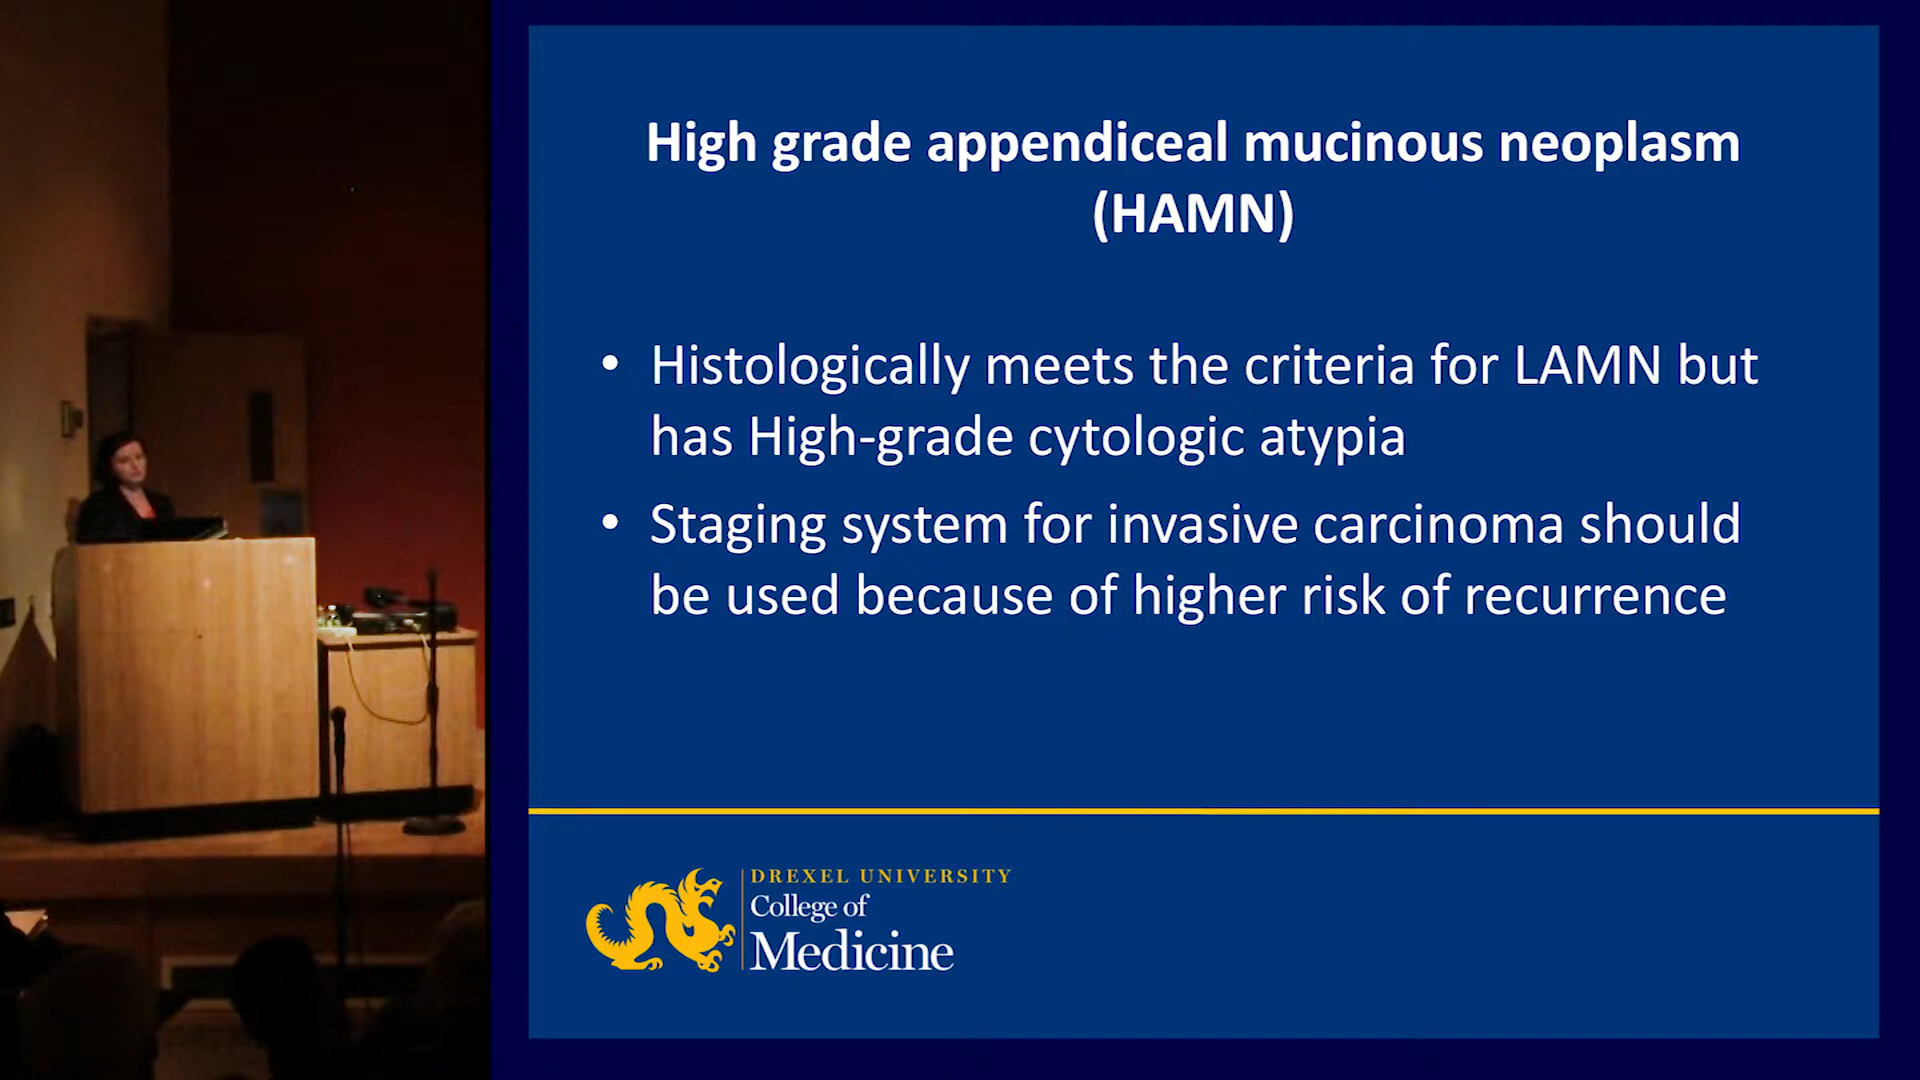 High grade appendiceal mucinous neoplasm
(HAMN)
• Histologically meets the criteria for LAMN but
has High-grade cytologic atypia
• Staging system for invasive carcinoma should
be used because of higher risk of recurrence
DREXEL UNIVERSITY
College of
Medicine